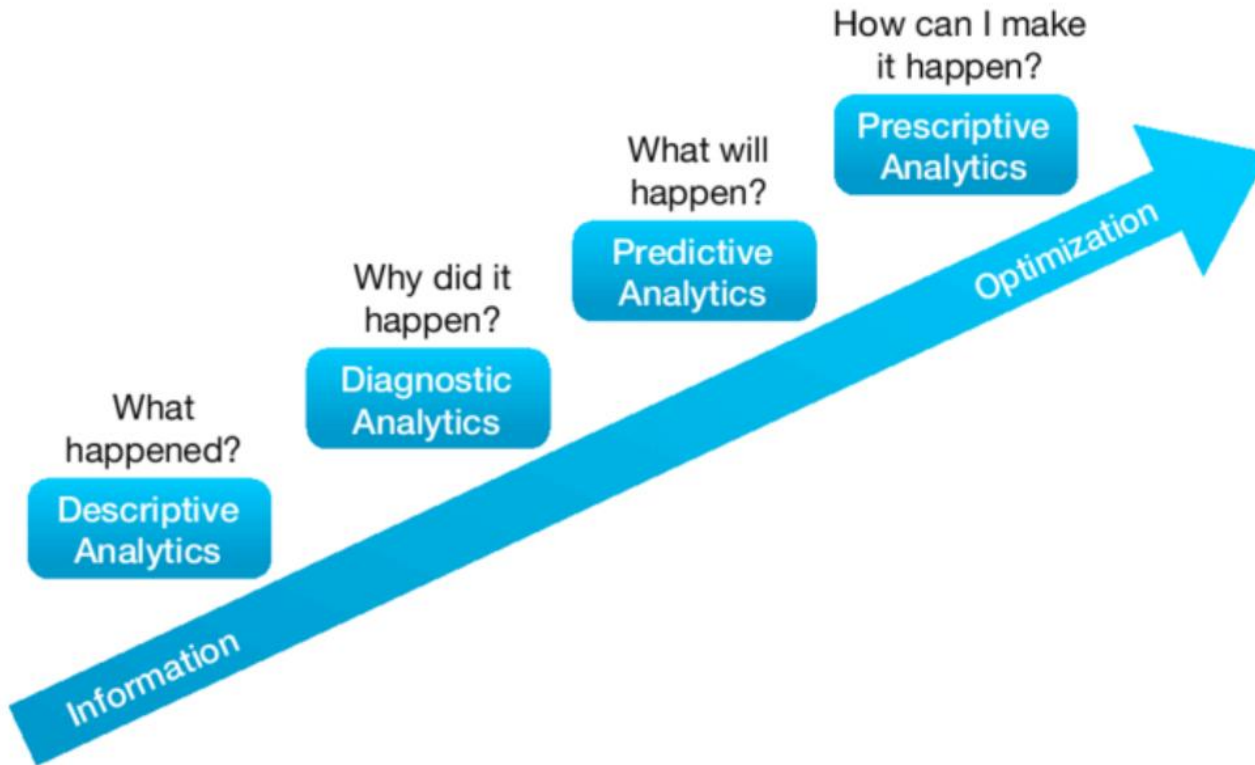 What
happened?
Descriptive
Analytics
Why did it
happen?
Diagnostic
Analytics
What will
happen?
Predictive
Analytics
How can I make
it happen?
Prescriptive
Analytics
Information
Optimization